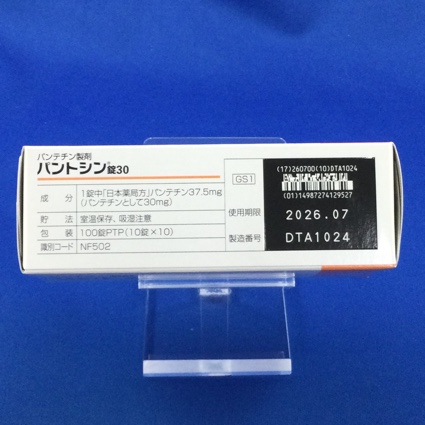 パンテチン製剤
パントシン®錠30
成分 1錠中「日本薬局方」パンテチン37.5mg
(パンテチンとして30mg)
貯法 室温保存、吸湿注意
包装 100錠PTP(10錠×10)
識別コード NF502
GS1
(17)260700(10)DTA1024
(01)14987274129527
使用期限 2026.07
製造番号 DTA1024